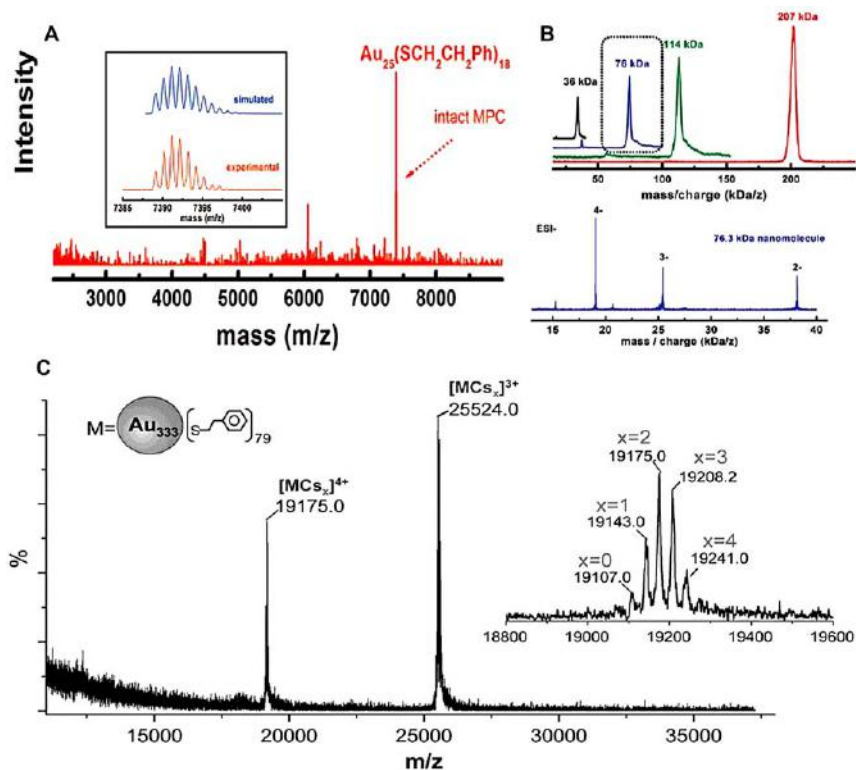 A
Intensity
Au25(SCH2CH2Ph)18
intact MPC
simulated
experimental
7385 7390 7395 7400
mass (m/z)
3000 4000 5000 6000 7000 8000
mass (m/z)
B
207 kDa
114 kDa
76 kDa
36 kDa
50 100 150 200
mass/charge (kDa/z)
ESI-
4-
76.3 kDa nanomolecule
3-
2-
15 20 25 30 35 40
mass / charge (kDa/z)
C
M= Au333 S 79
[MCsx]3+
25524.0
[MCsx]4+
19175.0
%
x=2
19175.0
x=3
19208.2
x=1
19143.0
x=4
19241.0
x=0
19107.0
18800 19000 19200 19400 19600
15000 20000 25000 30000 35000
m/z